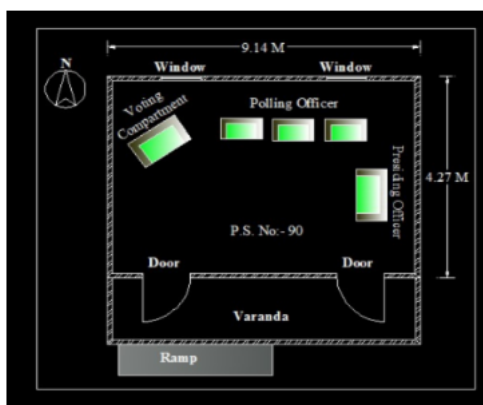 9.14 M
N
Window
Window
Voting
Compartment
Polling Officer
Presiding Officer
4.27 M
P.S. No:- 90
Door
Door
Varanda
Ramp